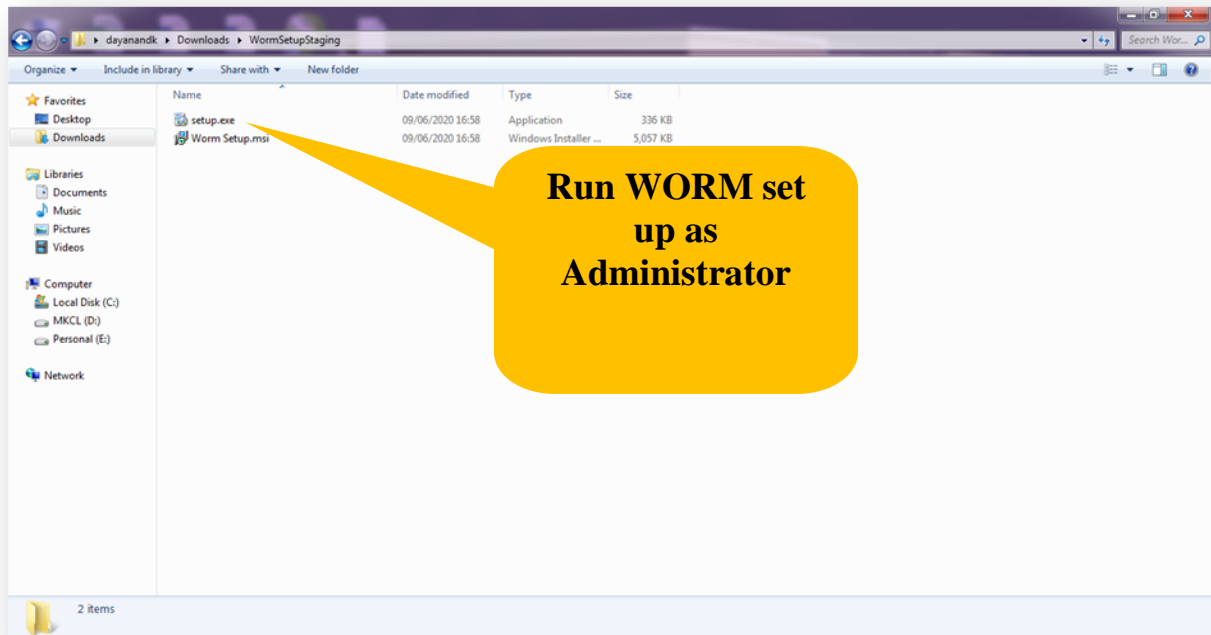 dayanandk ▸ Downloads ▸ WormSetupStaging
Search Wor...
Organize ▾ Include in library ▾ Share with ▾ New folder
Favorites
Desktop
Downloads
Libraries
Documents
Music
Pictures
Videos
Computer
Local Disk (C:)
MKCL (D:)
Personal (E:)
Network
Name Date modified Type Size
setup.exe 09/06/2020 16:58 Application 336 KB
Worm Setup.msi 09/06/2020 16:58 Windows Installer ... 5,057 KB
Run WORM set
up as
Administrator
2 items